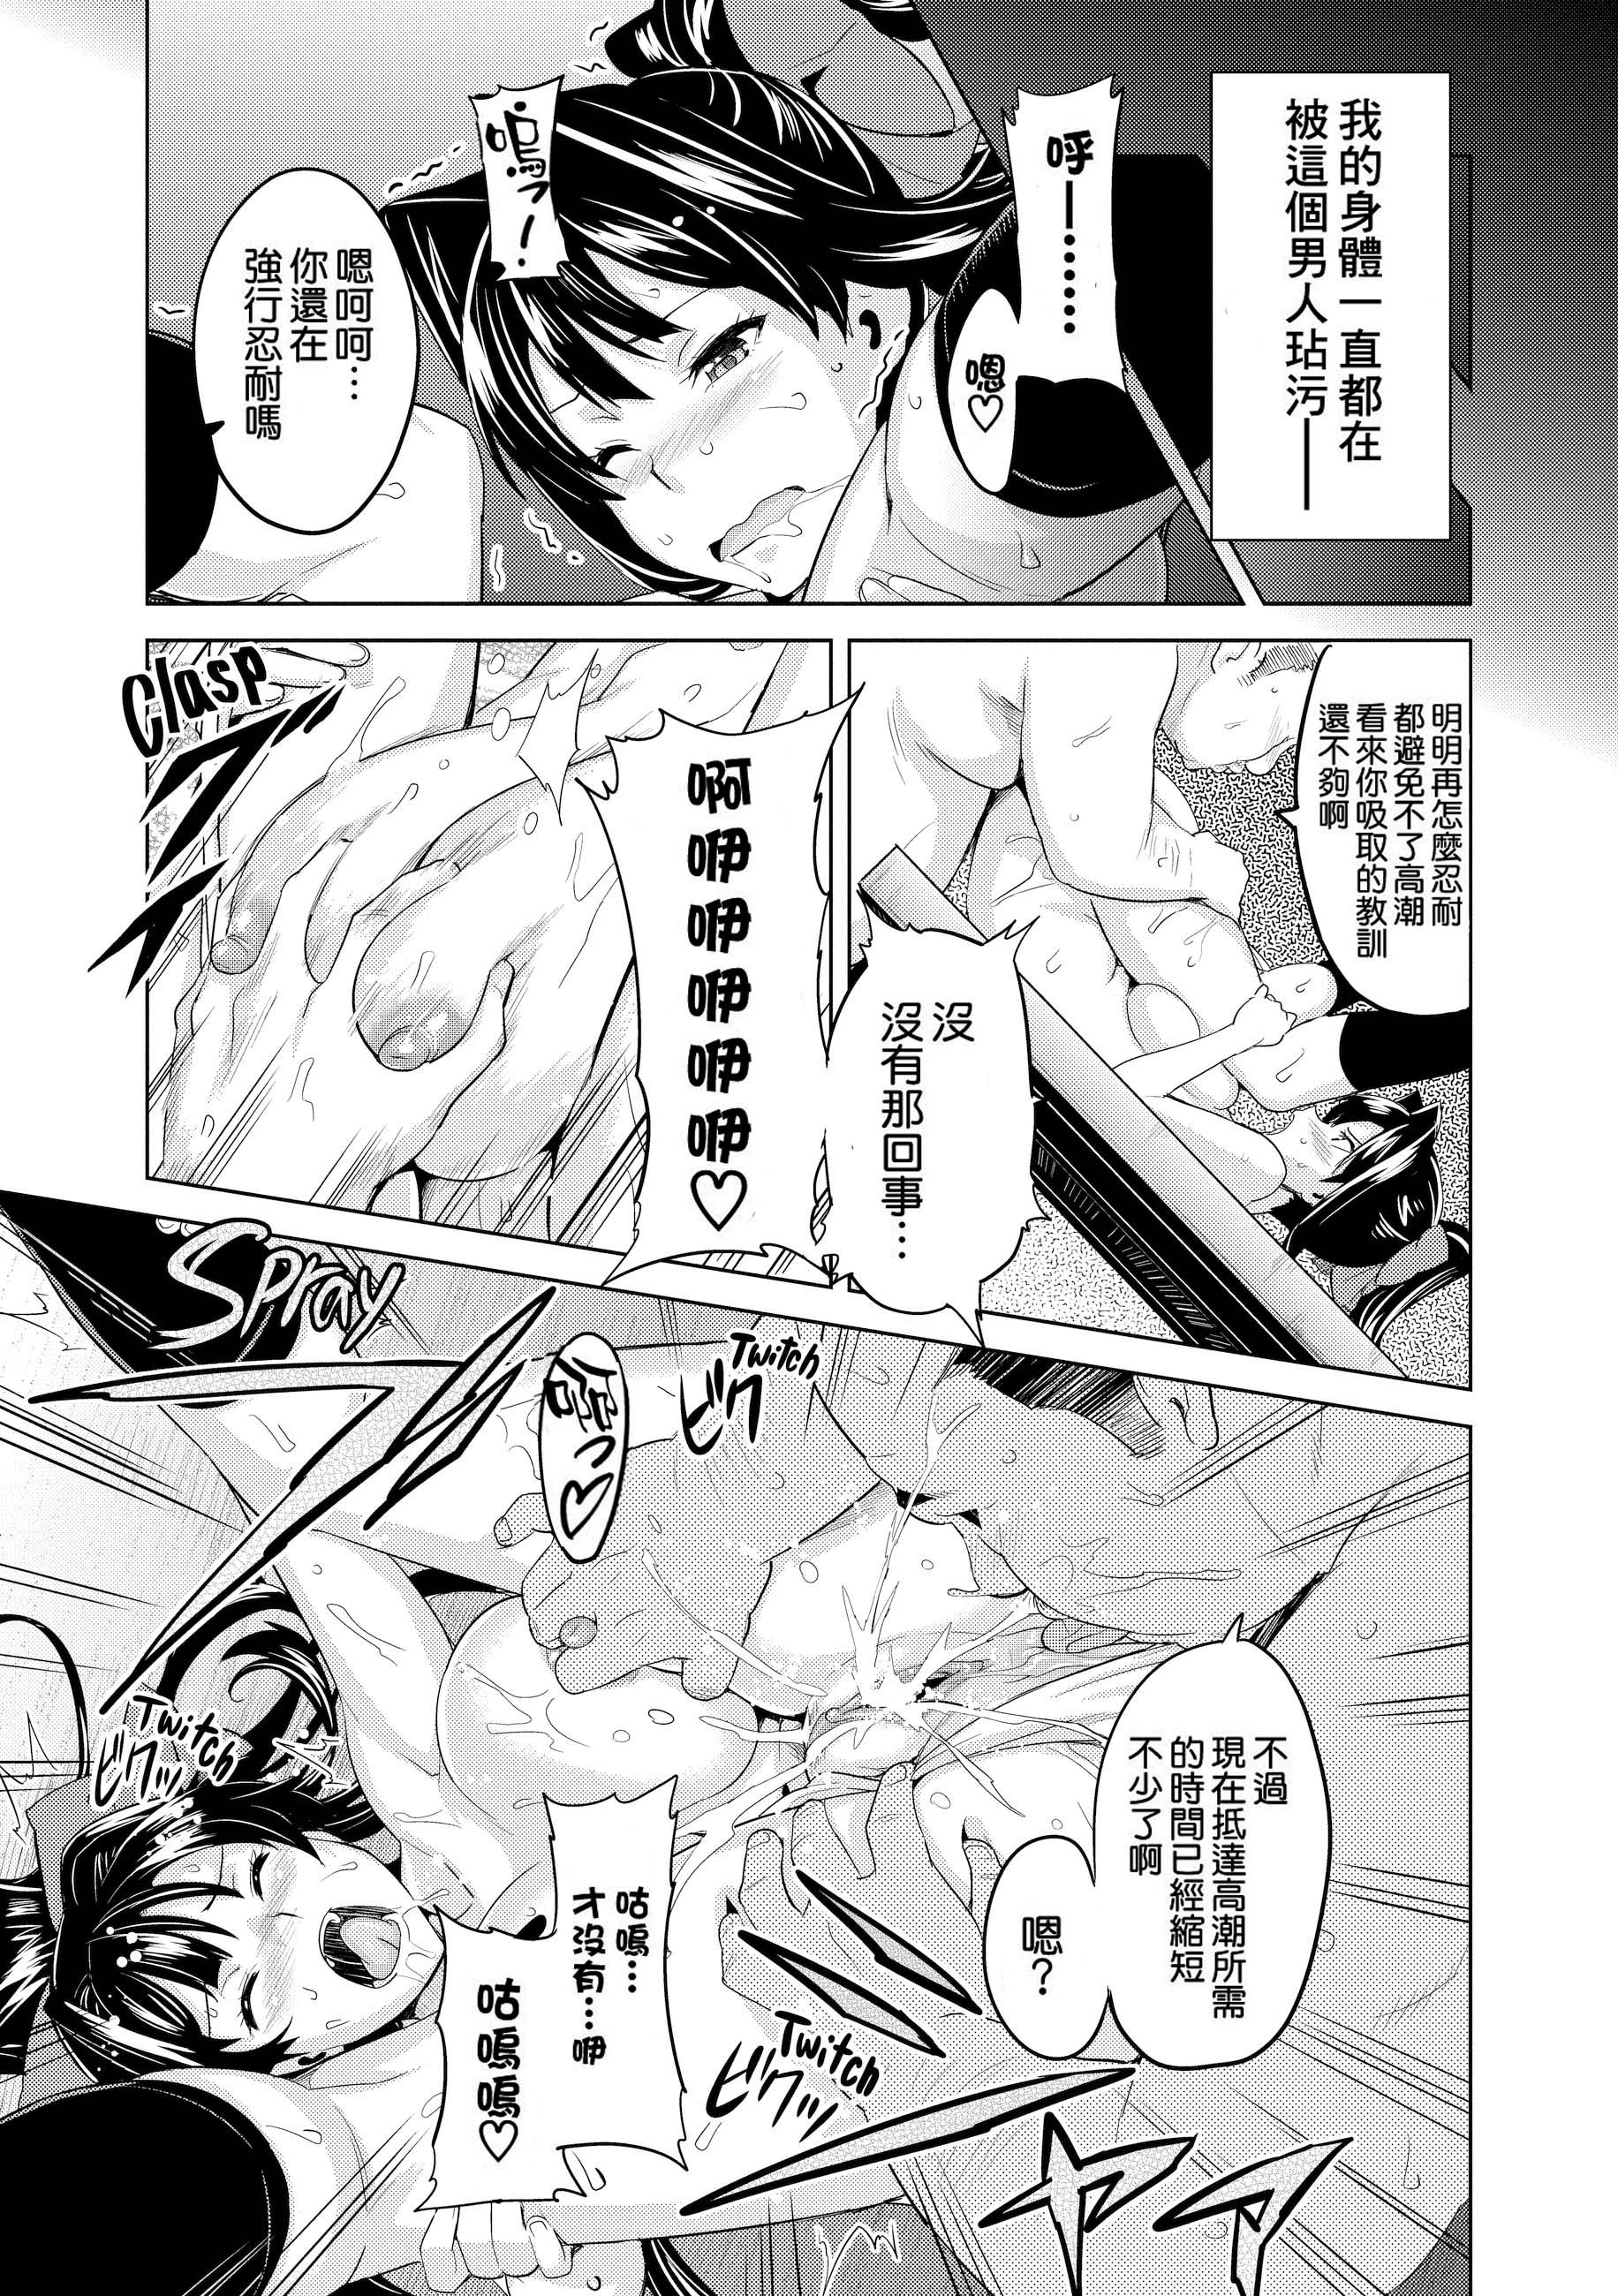 我的身體一直都在
被這個男人玷污——
呼ー……
嗯♡
嗚っ！
嗯呵呵…
你還在
強行忍耐嗎
明明再怎麼忍耐
都避免不了高潮
看來你吸取的教訓
還不夠啊
沒
沒有那回事…
啊咿咿咿咿咿♡
Clasp
Spray
Twitch
ビクッ
Twitch
ビクッ
不過
現在抵達高潮所需
的時間已經縮短
不少了啊
嗯？
咕嗚…
才沒有…咿
咕嗚嗚♡
Twitch
ビクッ